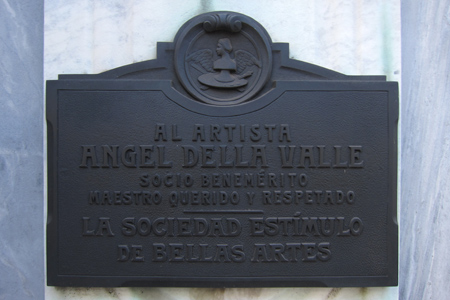 AL ARTISTA
ANGEL DELLA VALLE
SOCIO BENEMÉRITO
MAESTRO QUERIDO Y RESPETADO
LA SOCIEDAD ESTÍMULO
DE BELLAS ARTES